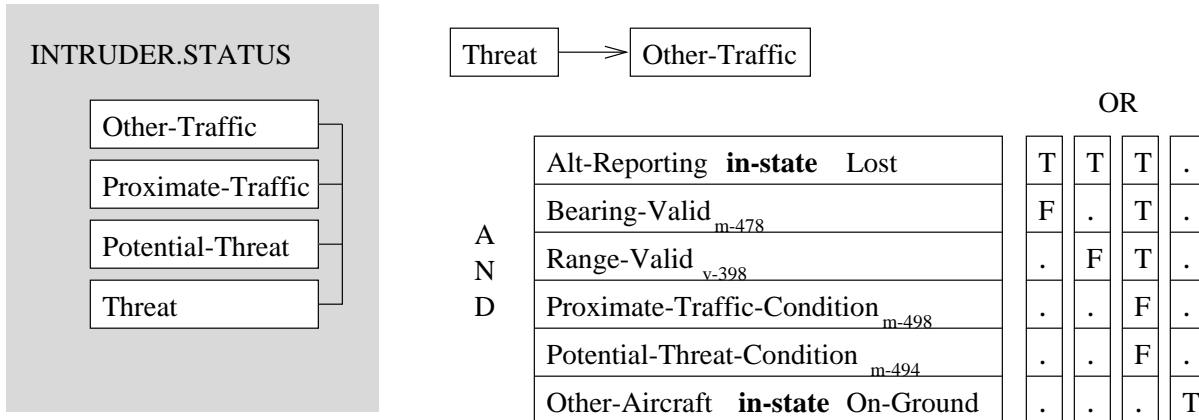 INTRUDER.STATUS
Other-Traffic
Proximate-Traffic
Potential-Threat
Threat
Threat Other-Traffic
OR
A
N
D
Alt-Reporting in-state Lost T T T .
Bearing-Valid m-478 F . T .
Range-Valid v-398 . F T .
Proximate-Traffic-Condition m-498 . . F .
Potential-Threat-Condition m-494 . . F .
Other-Aircraft in-state On-Ground . . . T